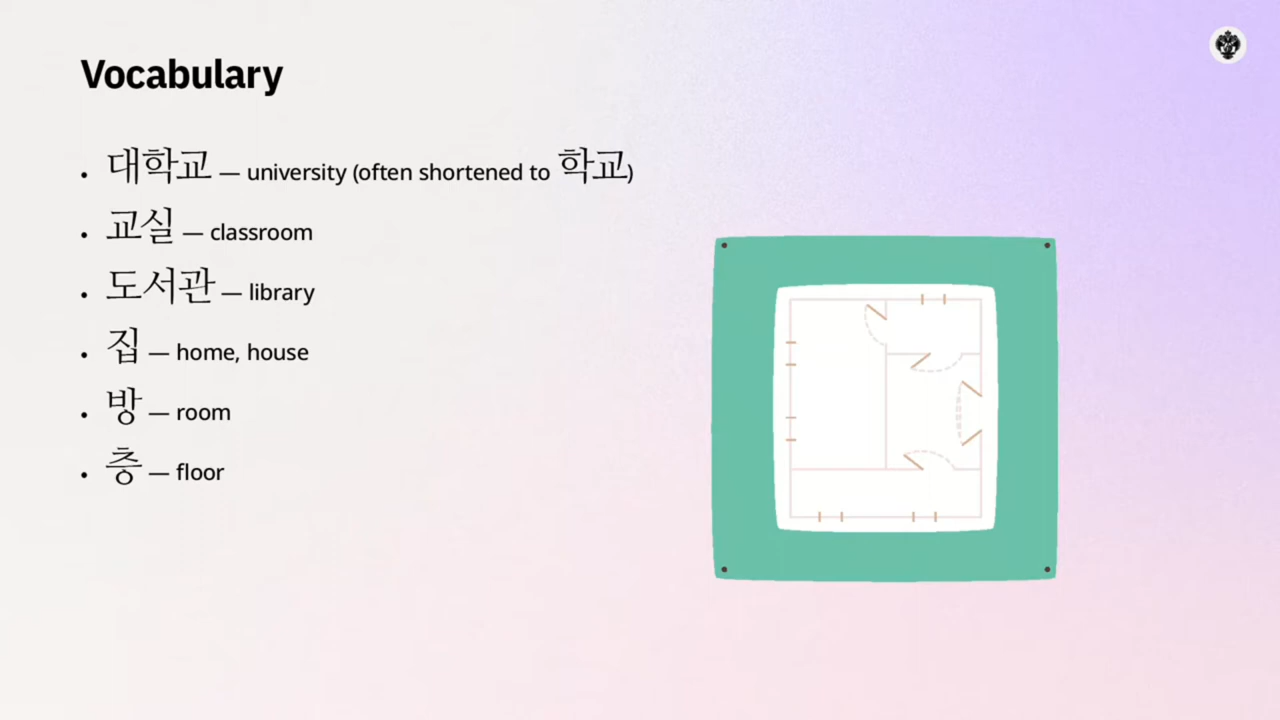 Vocabulary
• 대학교 — university (often shortened to 학교)
• 교실 — classroom
• 도서관 — library
• 집 — home, house
• 방 — room
• 층 — floor